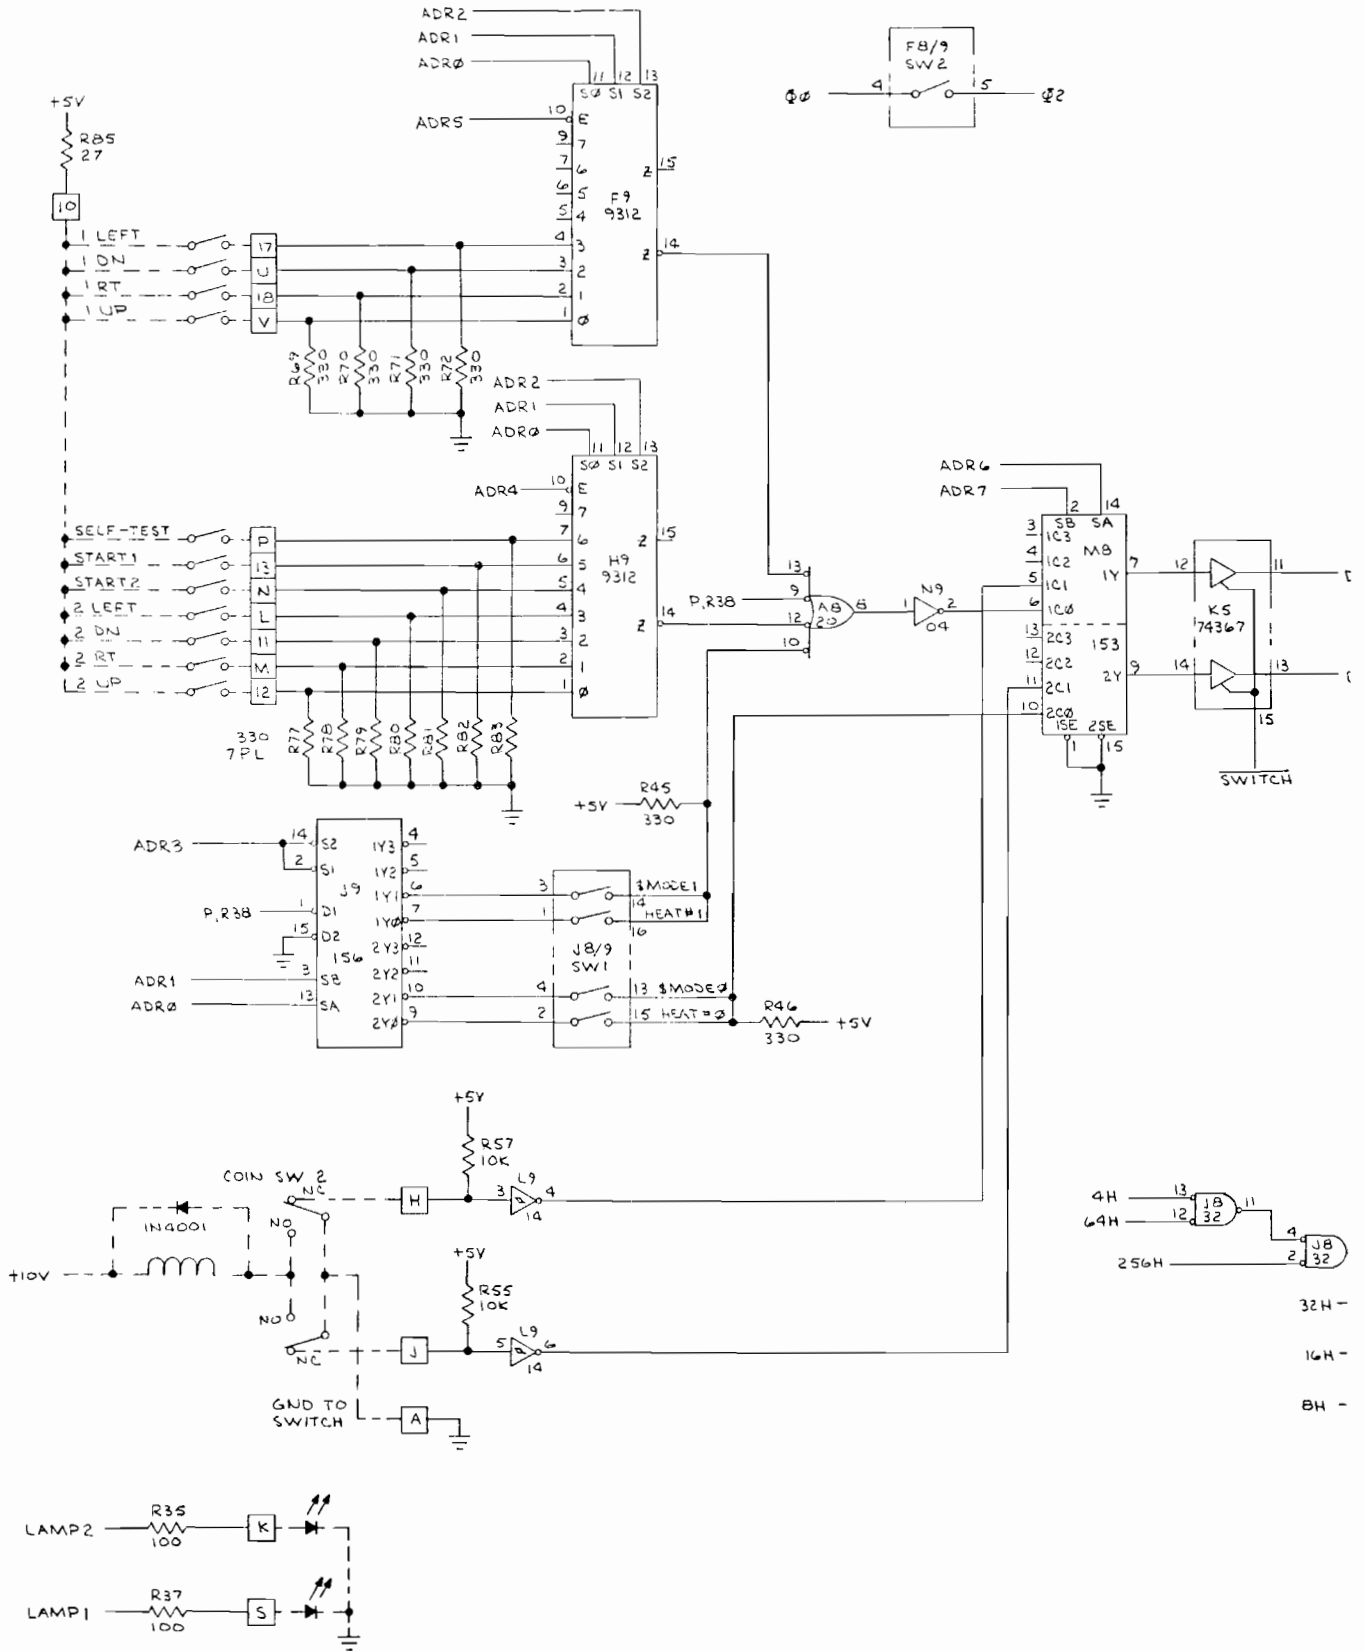 ADR2
ADR1
ADRØ
11 12 13
SØ S1 S2
ADR5
10 E
9 7
7 6
6 5
5 4
4 3
3 2
2 1
1 Ø
F9
9312
Z 15
Z 14
F8/9
SW2
ΦØ 4 5 Φ2
+5V
R85
27
10
1 LEFT 17
1 DN U
1 RT 18
1 UP V
R69 330
R70 330
R71 330
R72 330
ADR2
ADR1
ADRØ
11 12 13
SØ S1 S2
ADR4
10 E
9 7
7 6
6 5
5 4
4 3
3 2
2 1
1 Ø
H9
9312
Z 15
Z 14
SELF-TEST P
START1 13
START2 N
2 LEFT L
2 DN 11
2 RT M
2 UP 12
330
7PL
R77
R78
R79
R80
R81
R82
R83
13
P,R38 9
12
10
A8
20
8
1 N9 2
04
ADR6
ADR7
2 14
SB SA
3 1C3
4 1C2
5 1C1
6 1CØ
M8
1Y 7
13 2C3
12 2C2
11 2C1
10 2CØ
153
2Y 9
1SE 2SE
1 15
12 11
K5
74367
14 13
15
SWITCH
R45
+5V
330
ADR3
14 S2
2 S1
P,R38 1 D1
15 D2
ADR1 3 SB
ADRØ 13 SA
J9
156
1Y3 4
1Y2 5
1Y1 6
1YØ 7
2Y3 12
2Y2 11
2Y1 10
2YØ 9
3 14 $MODE1
1 16 HEAT#1
J8/9
SW1
4 13 $MODEØ
2 15 HEAT#Ø
R46
330
+5V
+5V
R57
10K
COIN SW 2
NC
H
3 L9 4
14
1N4001
NO
+10V
+5V
R55
10K
NO
NC
J
5 L9 6
14
GND TO
SWITCH
A
4H 13
64H 12
J8
32
11
4
256H 2
J8
32
32H -
16H -
8H -
LAMP2 R35 K
100
LAMP1 R37 S
100